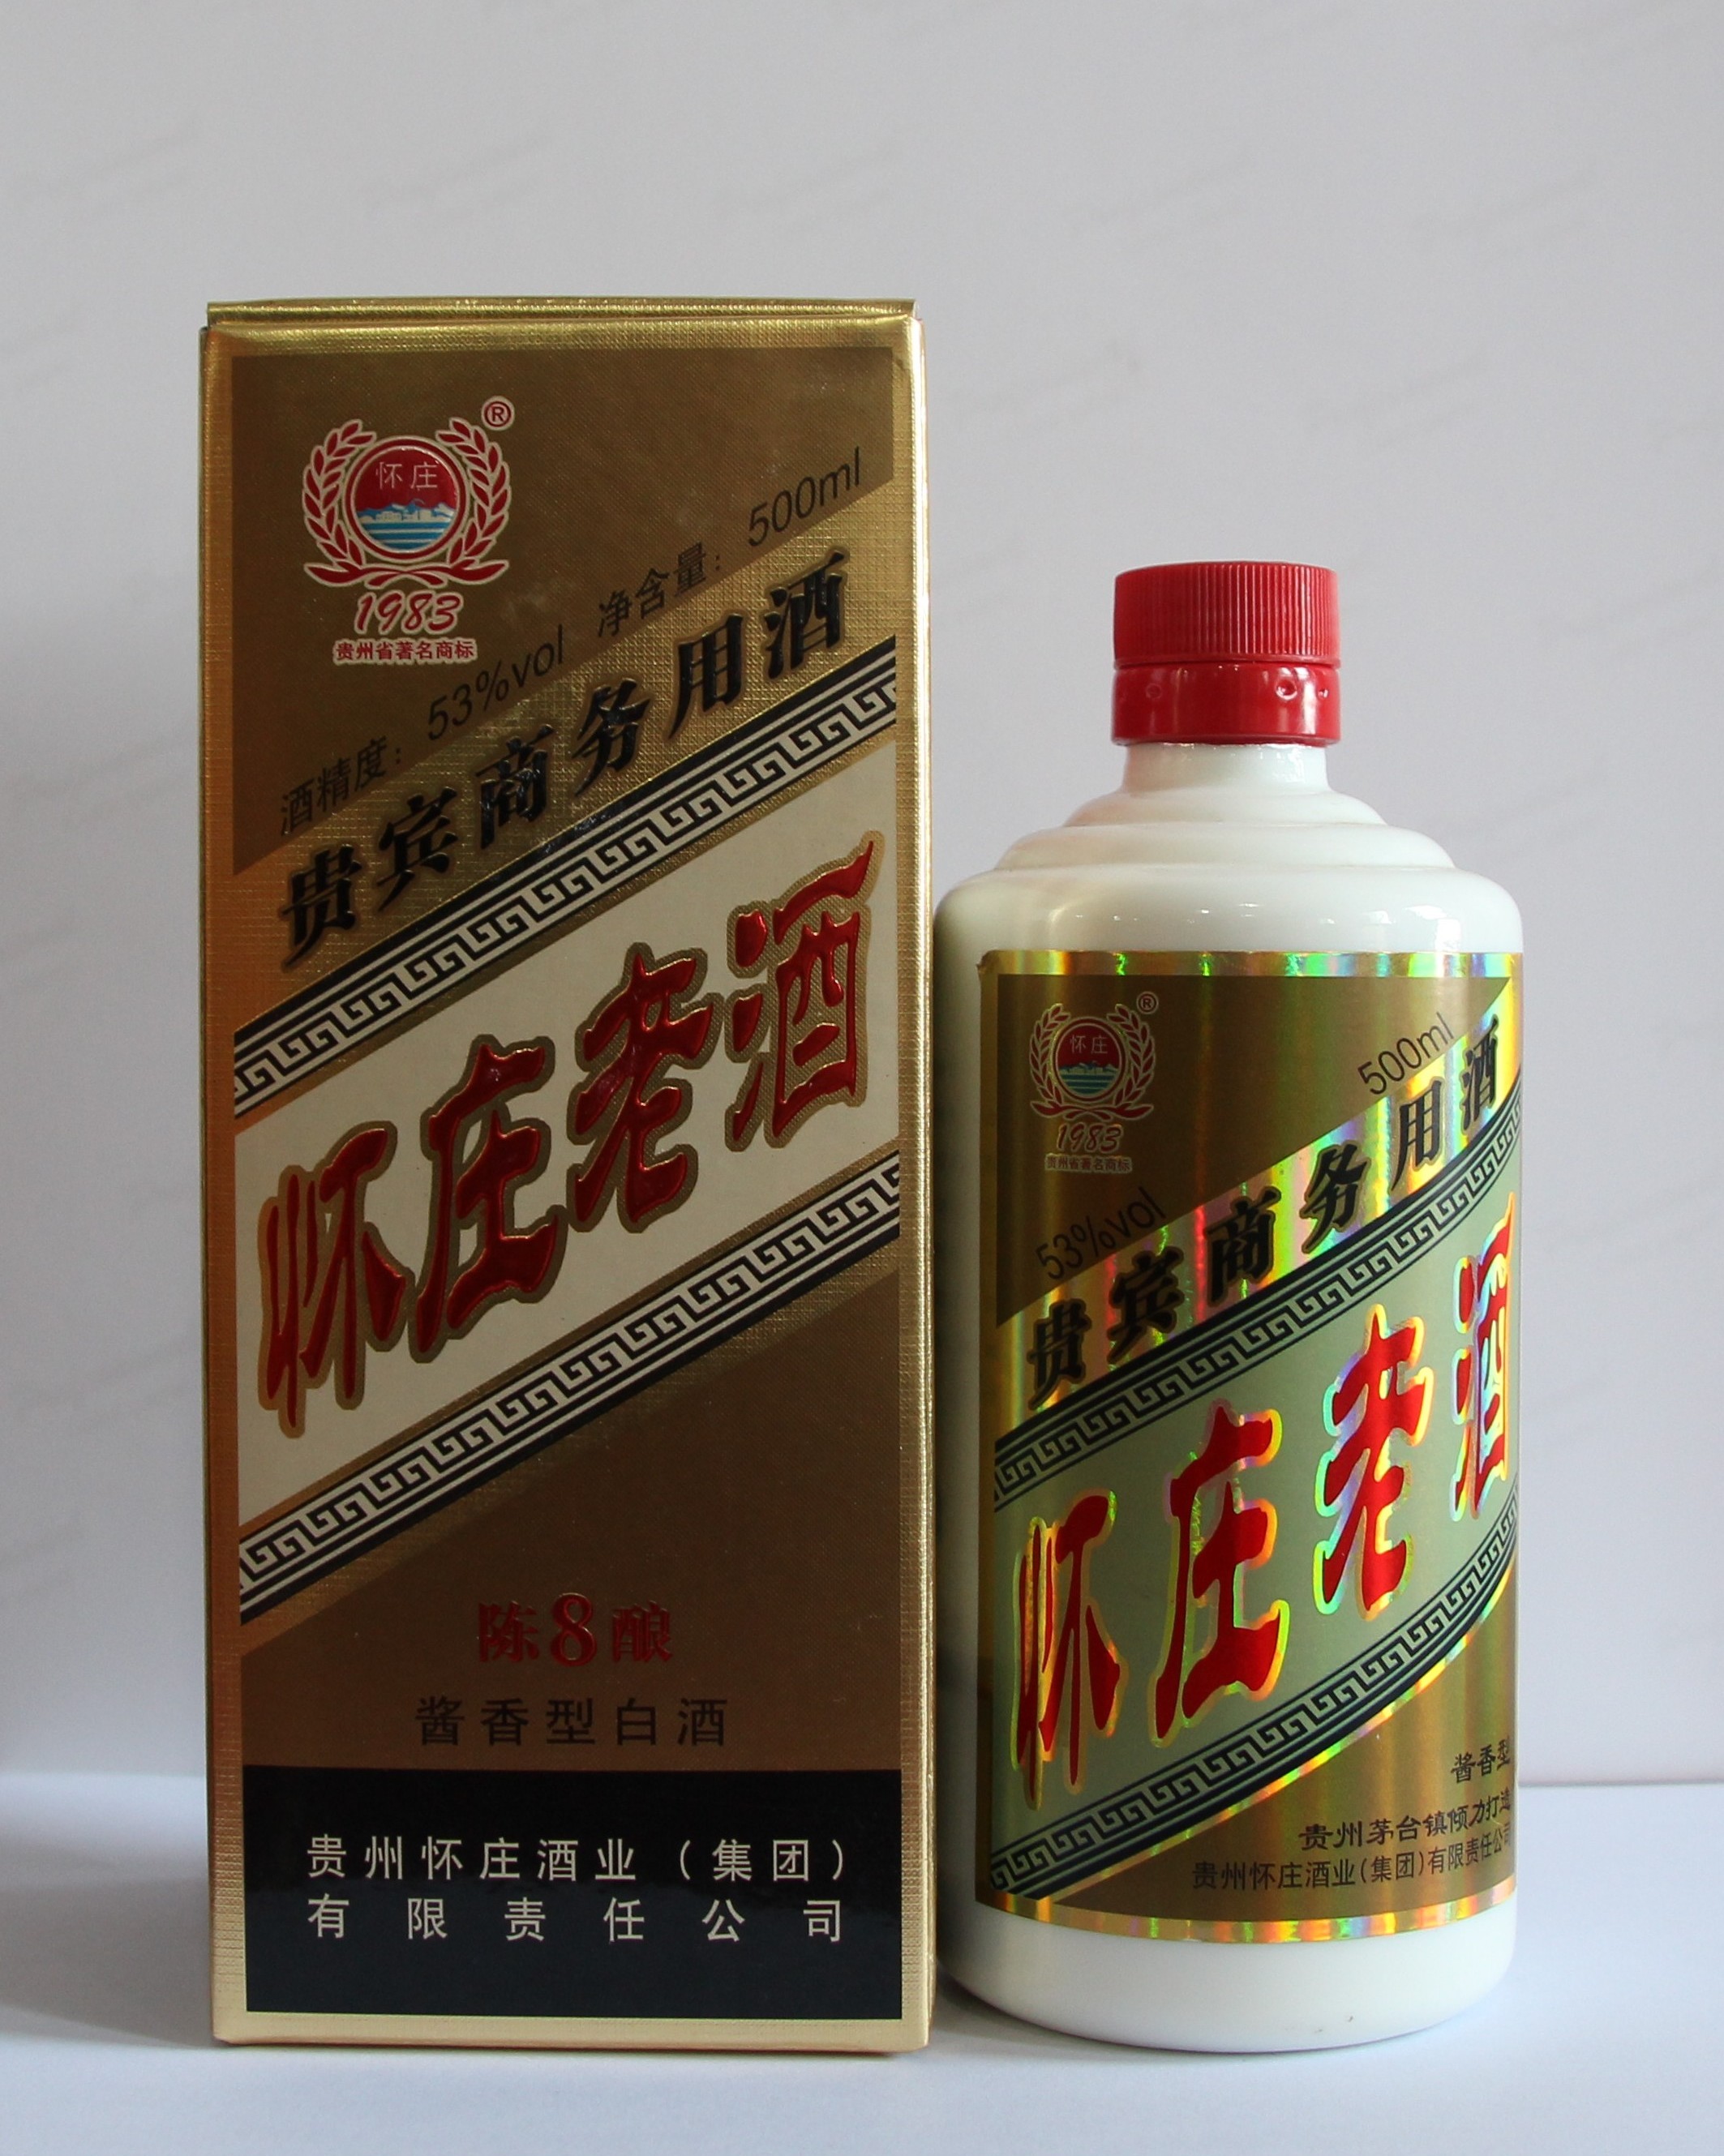 ®
怀庄
1983
贵州省著名商标
酒精度：53%vol 净含量：500ml
贵宾商务用酒
怀庄老酒
陈8酿
酱香型白酒
贵州怀庄酒业（集团）
有限责任公司
®
怀庄
1983
贵州省著名商标
53%vol 500ml
贵宾商务用酒
怀庄老酒
酱香型
贵州茅台镇倾力打造
贵州怀庄酒业(集团)有限责任公司